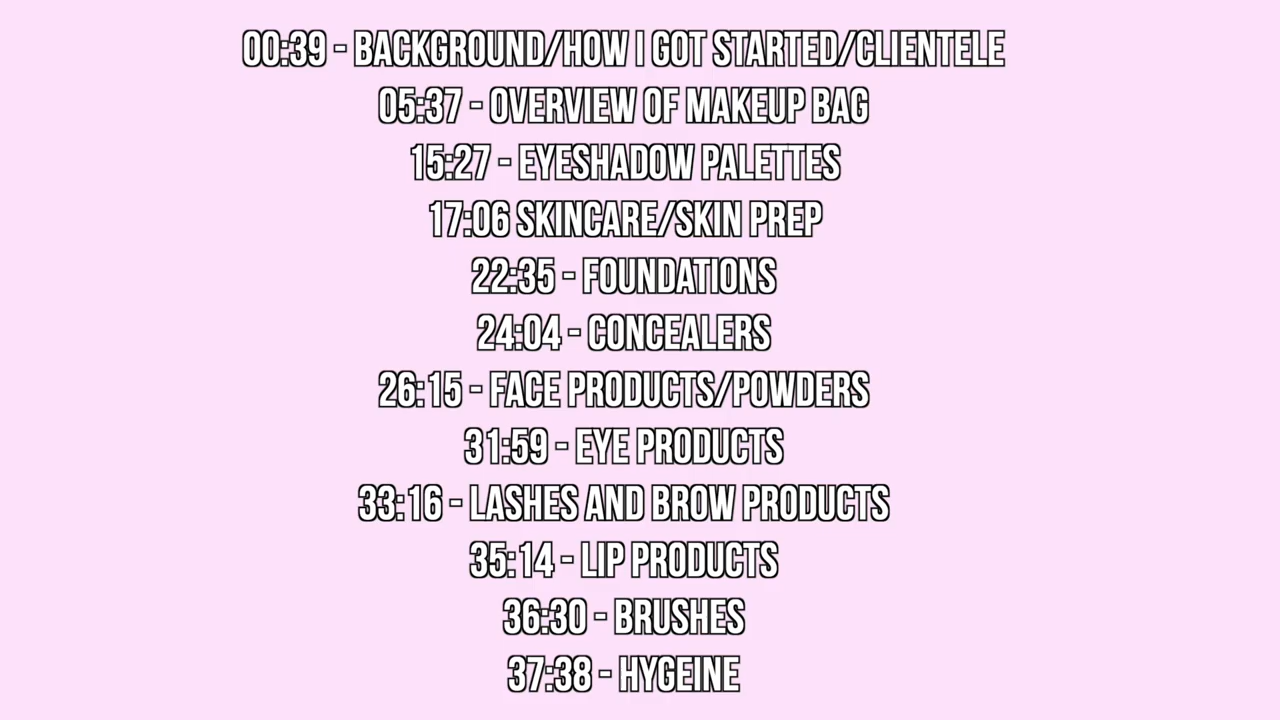 00:39 - BACKGROUND/HOW I GOT STARTED/CLIENTELE
05:37 - OVERVIEW OF MAKEUP BAG
15:27 - EYESHADOW PALETTES
17:06 SKINCARE/SKIN PREP
22:35 - FOUNDATIONS
24:04 - CONCEALERS
26:15 - FACE PRODUCTS/POWDERS
31:59 - EYE PRODUCTS
33:16 - LASHES AND BROW PRODUCTS
35:14 - LIP PRODUCTS
36:30 - BRUSHES
37:38 - HYGEINE